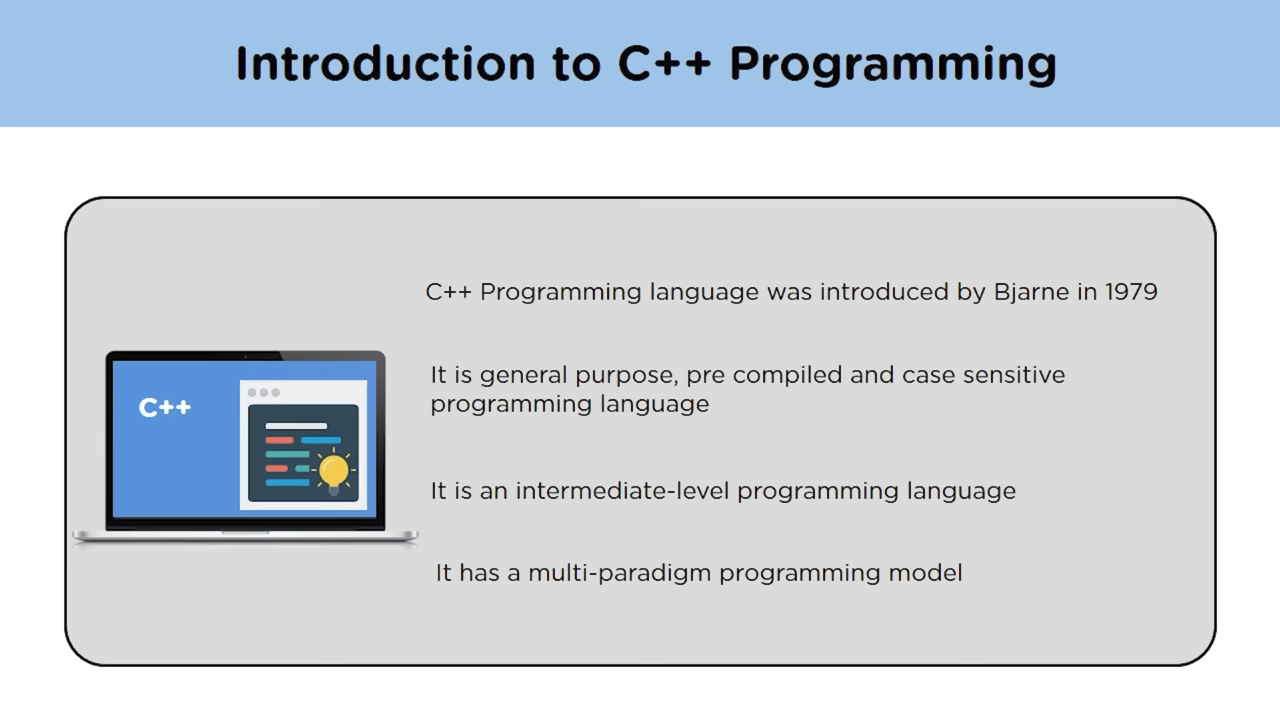 Introduction to C++ Programming
C++ Programming language was introduced by Bjarne in 1979
It is general purpose, pre compiled and case sensitive
programming language
C++
It is an intermediate-level programming language
It has a multi-paradigm programming model